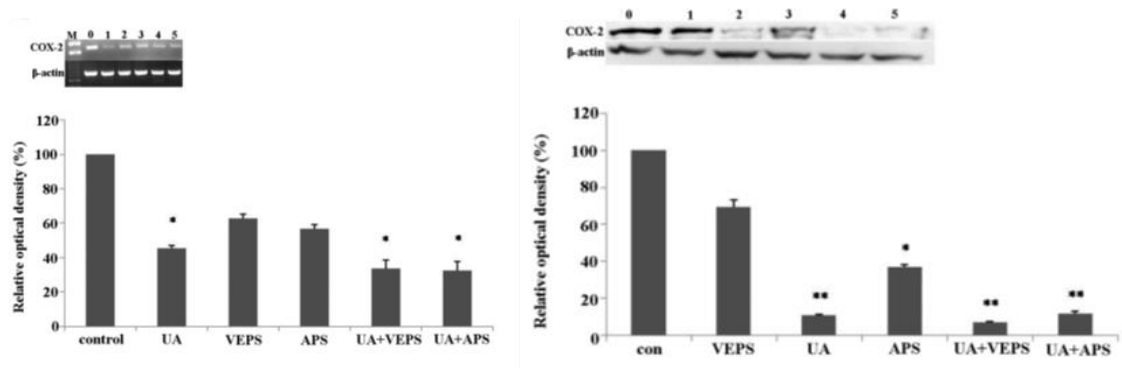 M 0 1 2 3 4 5
COX-2
β-actin
Relative optical density (%)
120
100
80
60
40
20
0
*
*
*
control UA VEPS APS UA+VEPS UA+APS
0 1 2 3 4 5
COX-2
β-actin
Relative optical density (%)
120
100
80
60
40
20
0
**
*
**
**
con VEPS UA APS UA+VEPS UA+APS